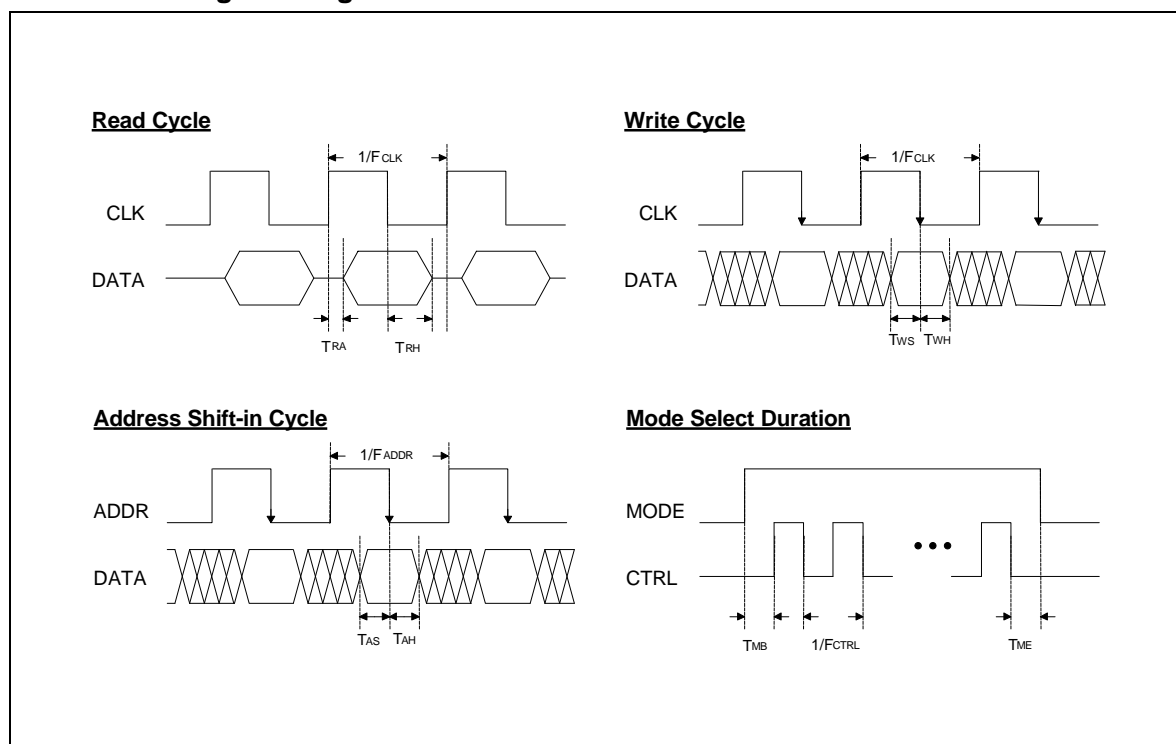 Read Cycle
1/FCLK
CLK
DATA
TRA TRH
Write Cycle
1/FCLK
CLK
DATA
TWS TWH
Address Shift-in Cycle
1/FADDR
ADDR
DATA
TAS TAH
Mode Select Duration
MODE
CTRL
TMB 1/FCTRL TME